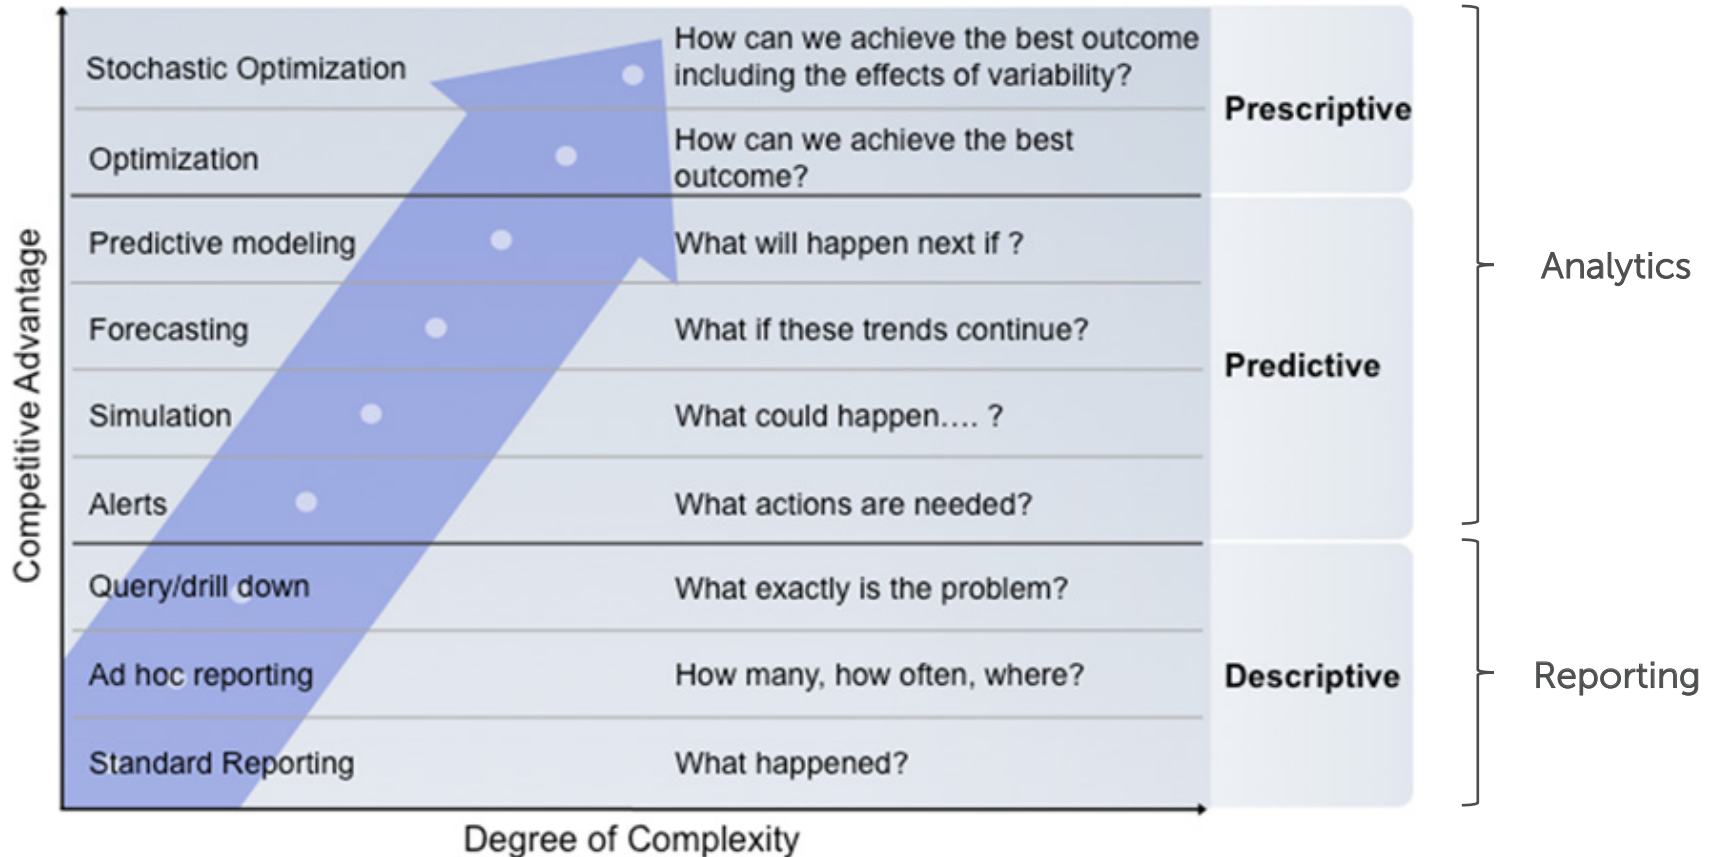 Competitive Advantage
Stochastic Optimization
How can we achieve the best outcome
including the effects of variability?
Optimization
How can we achieve the best
outcome?
Prescriptive
Predictive modeling
What will happen next if ?
Forecasting
What if these trends continue?
Simulation
What could happen.... ?
Alerts
What actions are needed?
Predictive
Analytics
Query/drill down
What exactly is the problem?
Ad hoc reporting
How many, how often, where?
Standard Reporting
What happened?
Descriptive
Reporting
Degree of Complexity